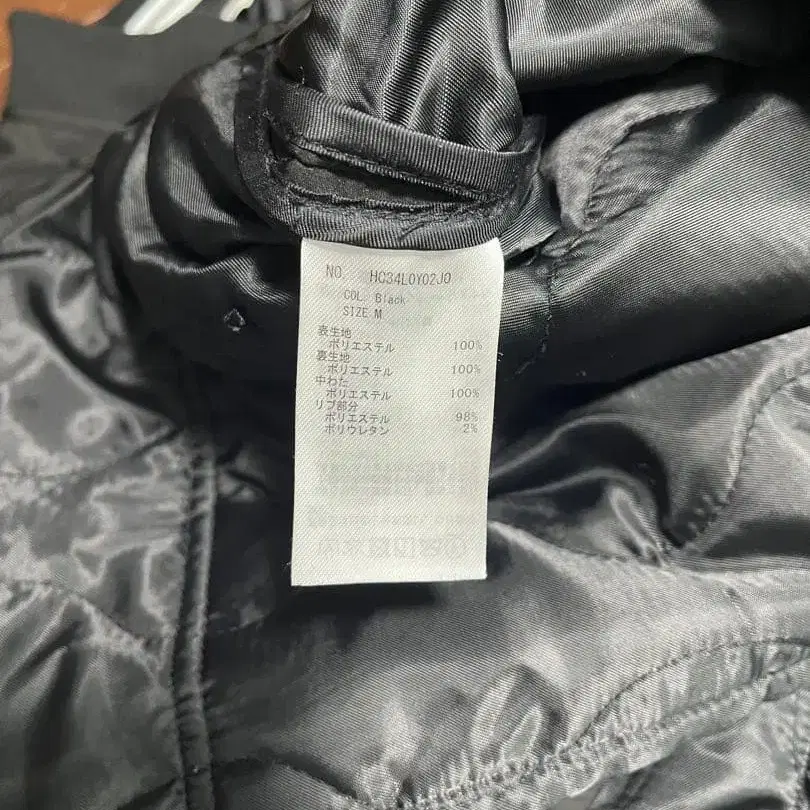 NO. HC34L0Y02J0
COL. Black
SIZE M
表生地
ポリエステル 100%
裏生地
ポリエステル 100%
中わた
ポリエステル 100%
リブ部分
ポリエステル 98%
ポリウレタン 2%